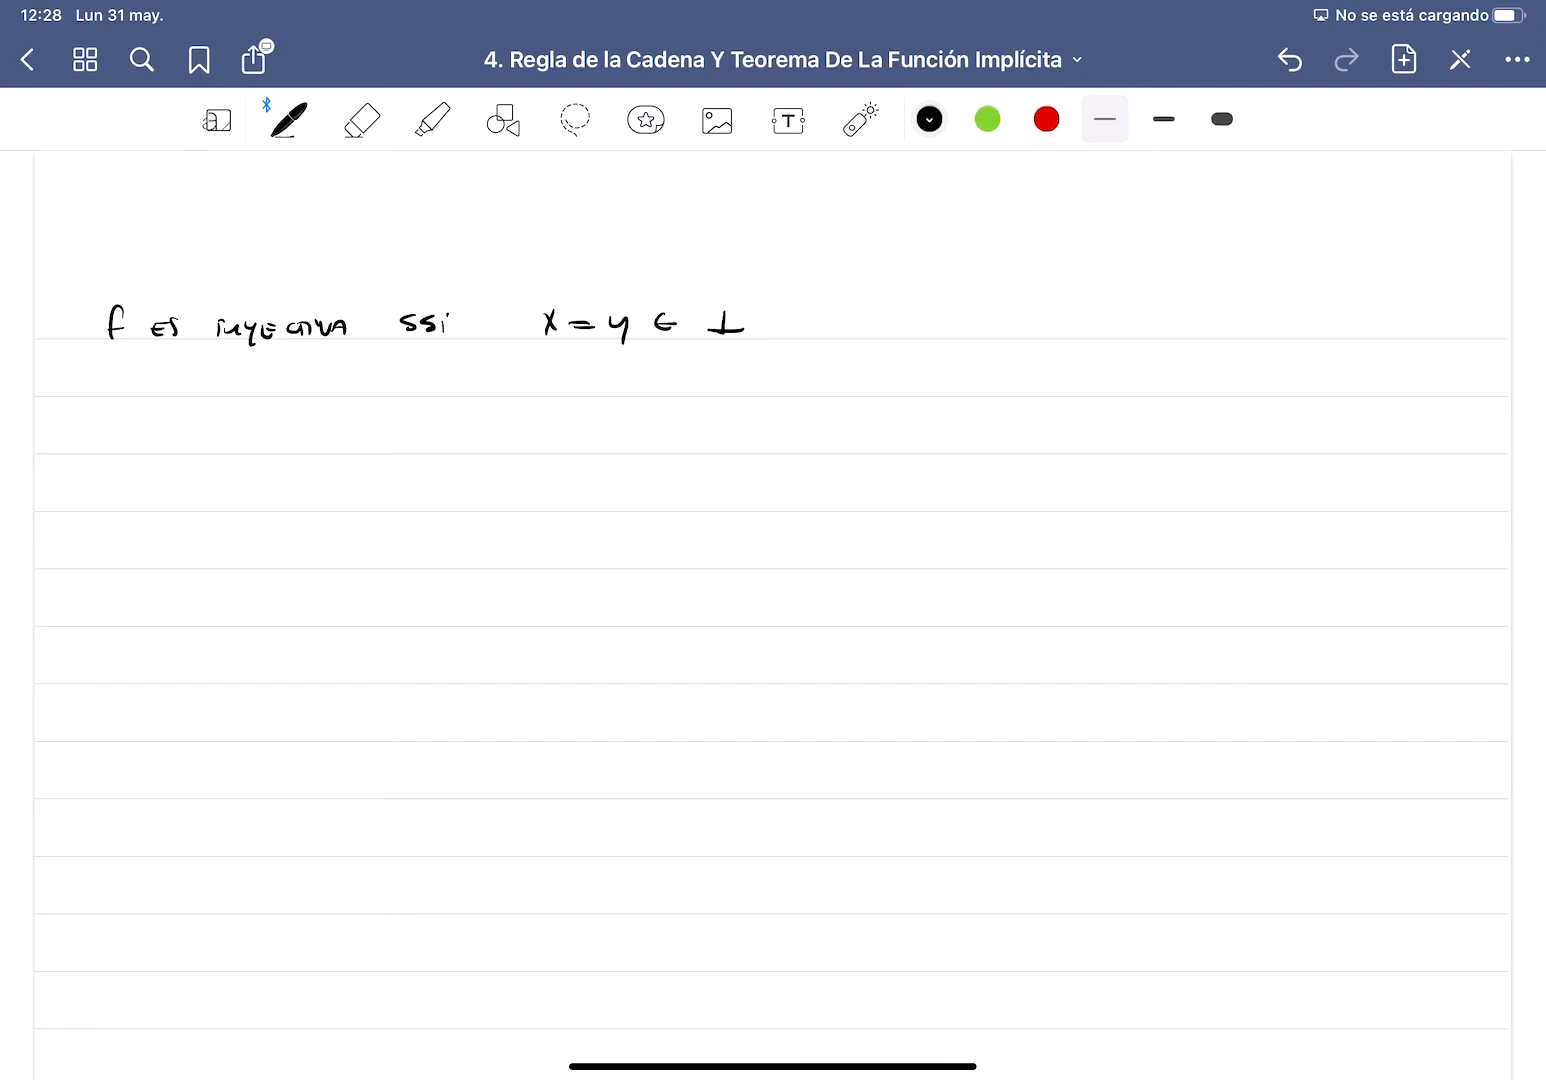 12:28 Lun 31 may. No se está cargando
4. Regla de la Cadena Y Teorema De La Función Implícita
T
f es inyectiva ssi x = y ∈ ⊥